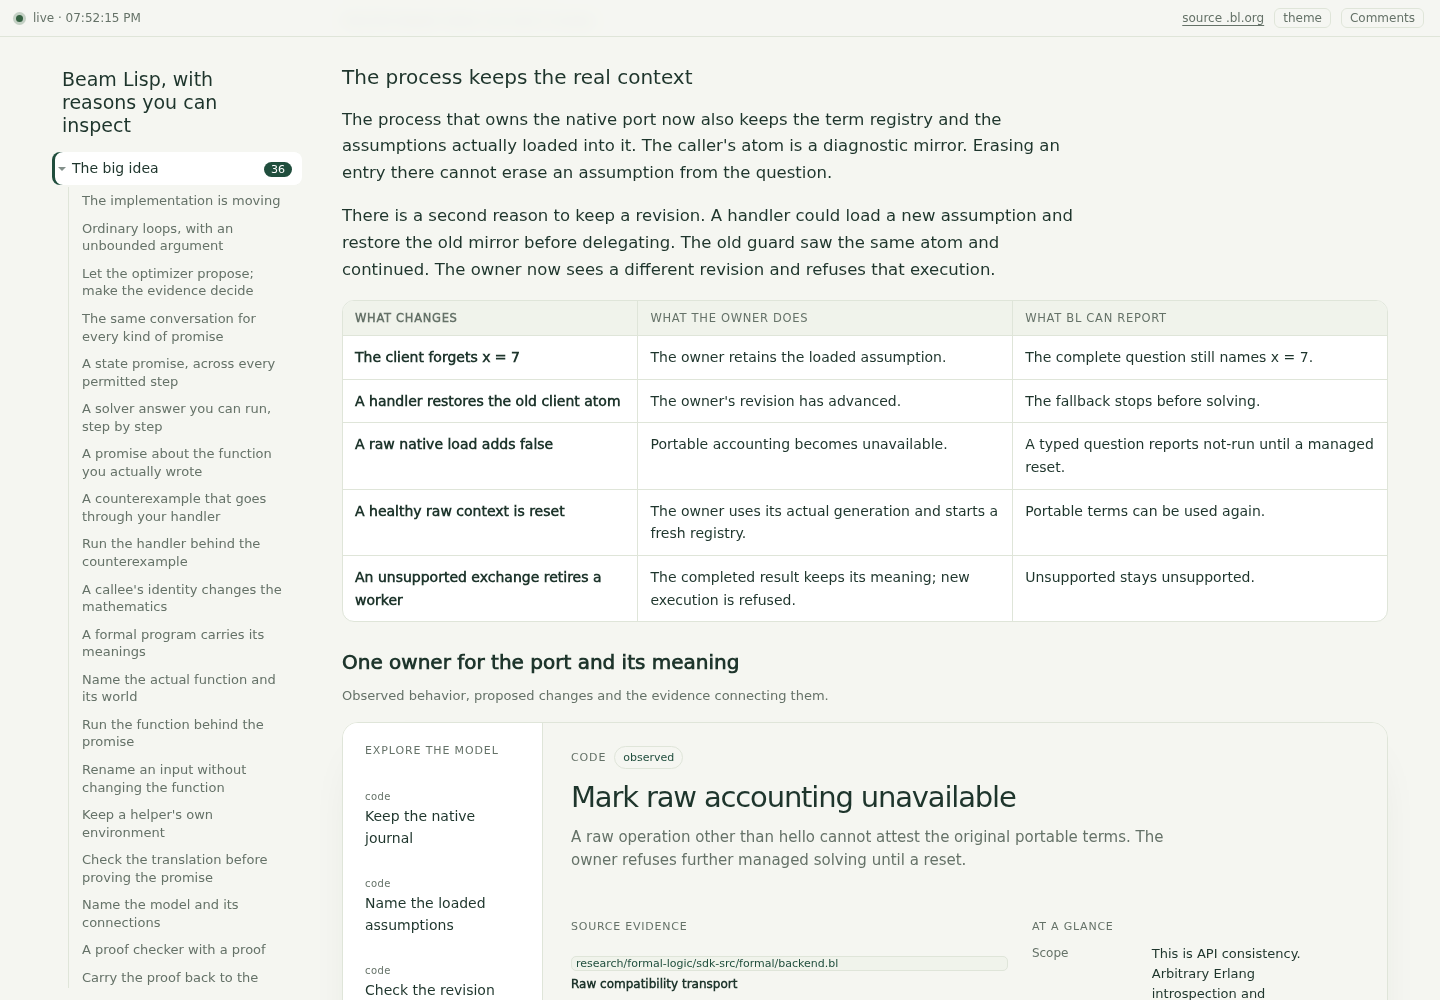 live · 07:52:15 PM
source .bl.org
theme
Comments
Beam Lisp, with
reasons you can
inspect
The big idea
36
The implementation is moving
Ordinary loops, with an
unbounded argument
Let the optimizer propose;
make the evidence decide
The same conversation for
every kind of promise
A state promise, across every
permitted step
A solver answer you can run,
step by step
A promise about the function
you actually wrote
A counterexample that goes
through your handler
Run the handler behind the
counterexample
A callee's identity changes the
mathematics
A formal program carries its
meanings
Name the actual function and
its world
Run the function behind the
promise
Rename an input without
changing the function
Keep a helper's own
environment
Check the translation before
proving the promise
Name the model and its
connections
A proof checker with a proof
Carry the proof back to the
The process keeps the real context
The process that owns the native port now also keeps the term registry and the
assumptions actually loaded into it. The caller's atom is a diagnostic mirror. Erasing an
entry there cannot erase an assumption from the question.
There is a second reason to keep a revision. A handler could load a new assumption and
restore the old mirror before delegating. The old guard saw the same atom and
continued. The owner now sees a different revision and refuses that execution.
WHAT CHANGES
WHAT THE OWNER DOES
WHAT BL CAN REPORT
The client forgets x = 7
The owner retains the loaded assumption.
The complete question still names x = 7.
A handler restores the old client atom
The owner's revision has advanced.
The fallback stops before solving.
A raw native load adds false
Portable accounting becomes unavailable.
A typed question reports not-run until a managed
reset.
A healthy raw context is reset
The owner uses its actual generation and starts a
fresh registry.
Portable terms can be used again.
An unsupported exchange retires a
worker
The completed result keeps its meaning; new
execution is refused.
Unsupported stays unsupported.
One owner for the port and its meaning
Observed behavior, proposed changes and the evidence connecting them.
EXPLORE THE MODEL
code
Keep the native
journal
code
Name the loaded
assumptions
code
Check the revision
CODE
observed
Mark raw accounting unavailable
A raw operation other than hello cannot attest the original portable terms. The
owner refuses further managed solving until a reset.
SOURCE EVIDENCE
research/formal-logic/sdk-src/formal/backend.bl
Raw compatibility transport
AT A GLANCE
Scope
This is API consistency.
Arbitrary Erlang
introspection and